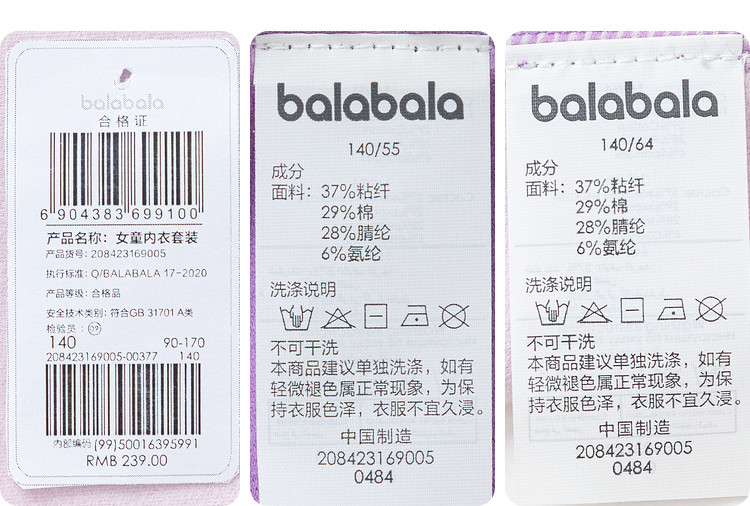 balabala
合格证
6 904383 699100
产品名称：女童内衣套装
产品货号：208423169005
执行标准：Q/BALABALA 17-2020
产品等级：合格品
安全技术类别：符合GB 31701 A类
检验员：
140 90-170
208423169005-00377 140
内部编码 (99)50016395991
RMB 239.00
balabala
140/55
成分
面料：37%粘纤
29%棉
28%腈纶
6%氨纶
洗涤说明
不可干洗
本商品建议单独洗涤，如有
轻微褪色属正常现象，为保
持衣服色泽，衣服不宜久浸。
中国制造
208423169005
0484
balabala
140/64
成分
面料：37%粘纤
29%棉
28%腈纶
6%氨纶
洗涤说明
不可干洗
本商品建议单独洗涤，如有
轻微褪色属正常现象，为保
持衣服色泽，衣服不宜久浸。
中国制造
208423169005
0484